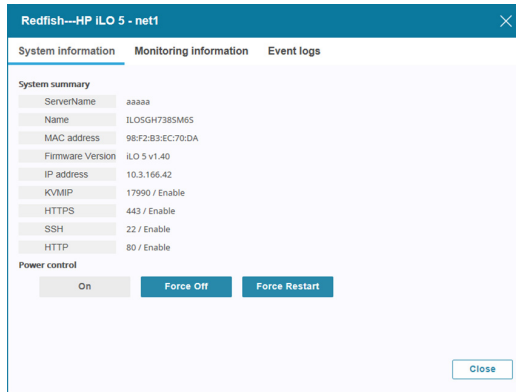 Redfish---HP iLO 5 - net1
System information Monitoring information Event logs
System summary
ServerName aaaaa
Name ILOSGH738SM6S
MAC address 98:F2:B3:EC:70:DA
Firmware Version iLO 5 v1.40
IP address 10.3.166.42
KVMIP 17990 / Enable
HTTPS 443 / Enable
SSH 22 / Enable
HTTP 80 / Enable
Power control
On Force Off Force Restart
Close